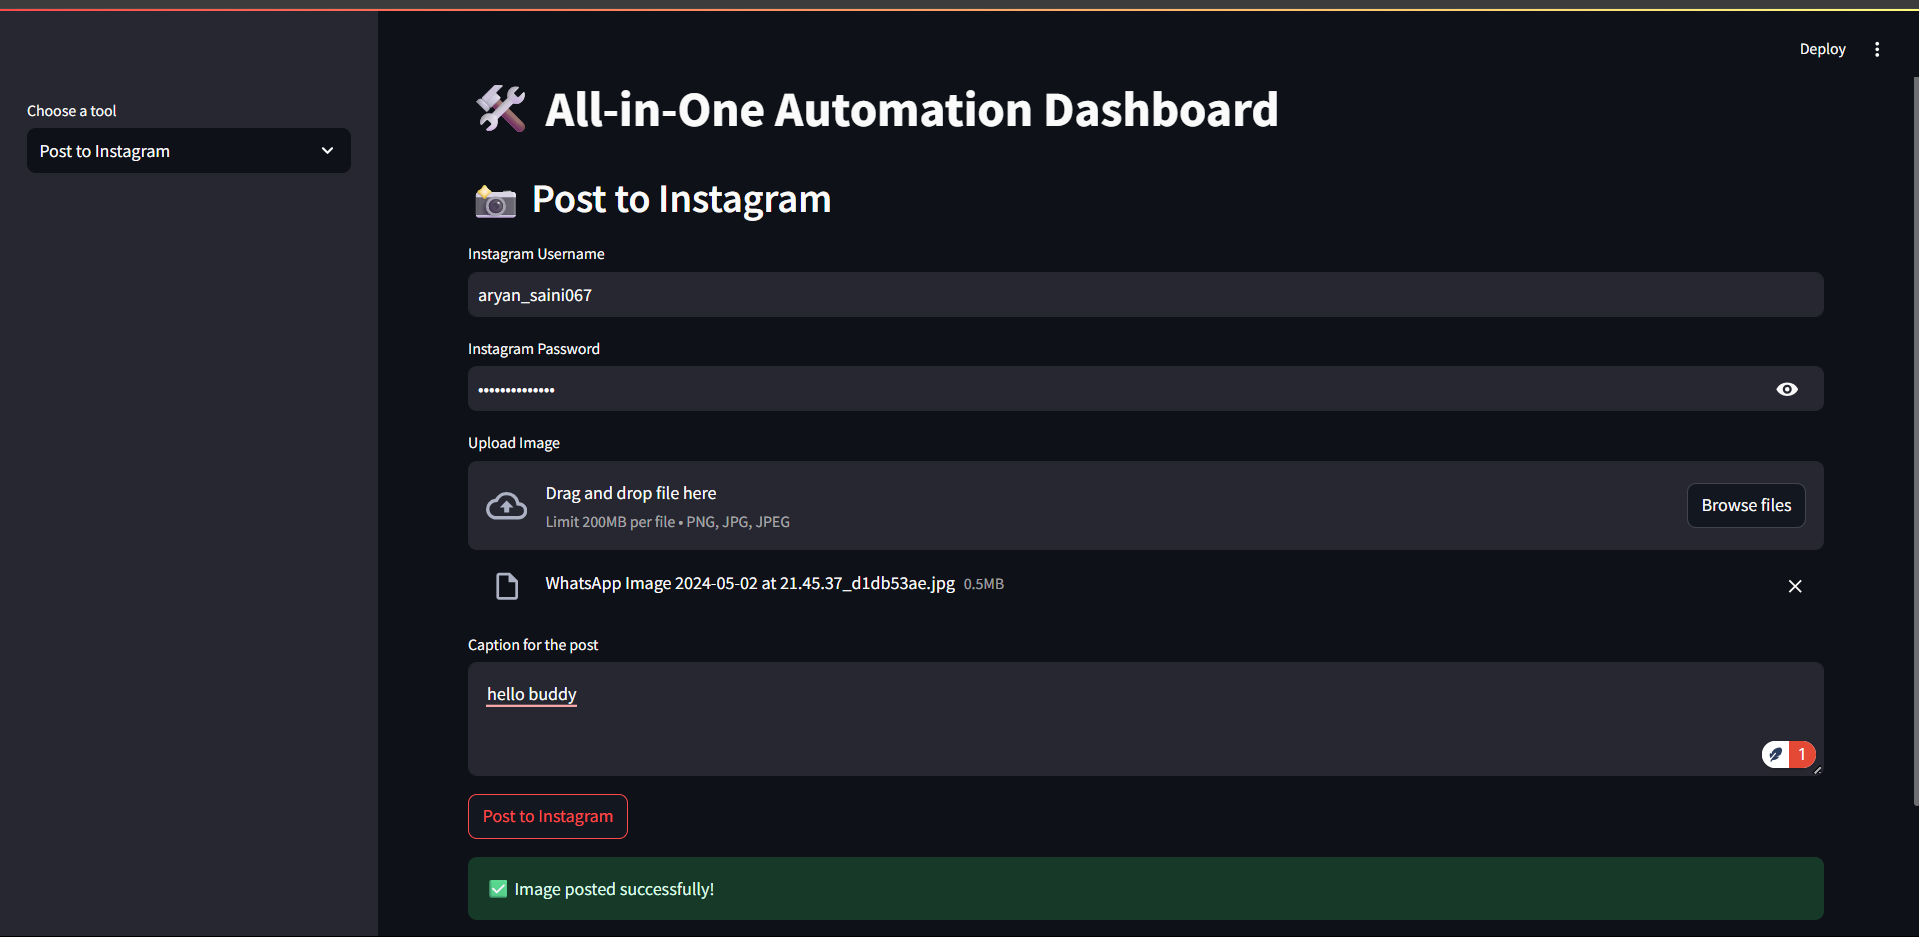 Deploy
Choose a tool
Post to Instagram
All-in-One Automation Dashboard
Post to Instagram
Instagram Username
aryan_saini067
Instagram Password
••••••••••••••
Upload Image
Drag and drop file here
Limit 200MB per file • PNG, JPG, JPEG
Browse files
WhatsApp Image 2024-05-02 at 21.45.37_d1db53ae.jpg 0.5MB
Caption for the post
hello buddy
1
Post to Instagram
Image posted successfully!